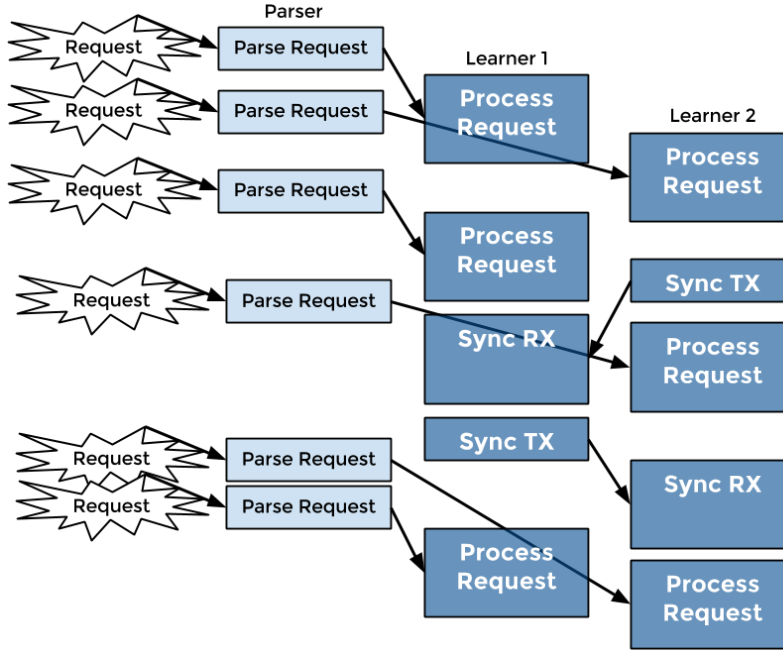 Parser
Learner 1
Learner 2
Request
Parse Request
Process
Request
Request
Parse Request
Process
Request
Request
Parse Request
Process
Request
Sync TX
Request
Parse Request
Sync RX
Process
Request
Sync TX
Request
Parse Request
Sync RX
Request
Parse Request
Process
Request
Process
Request